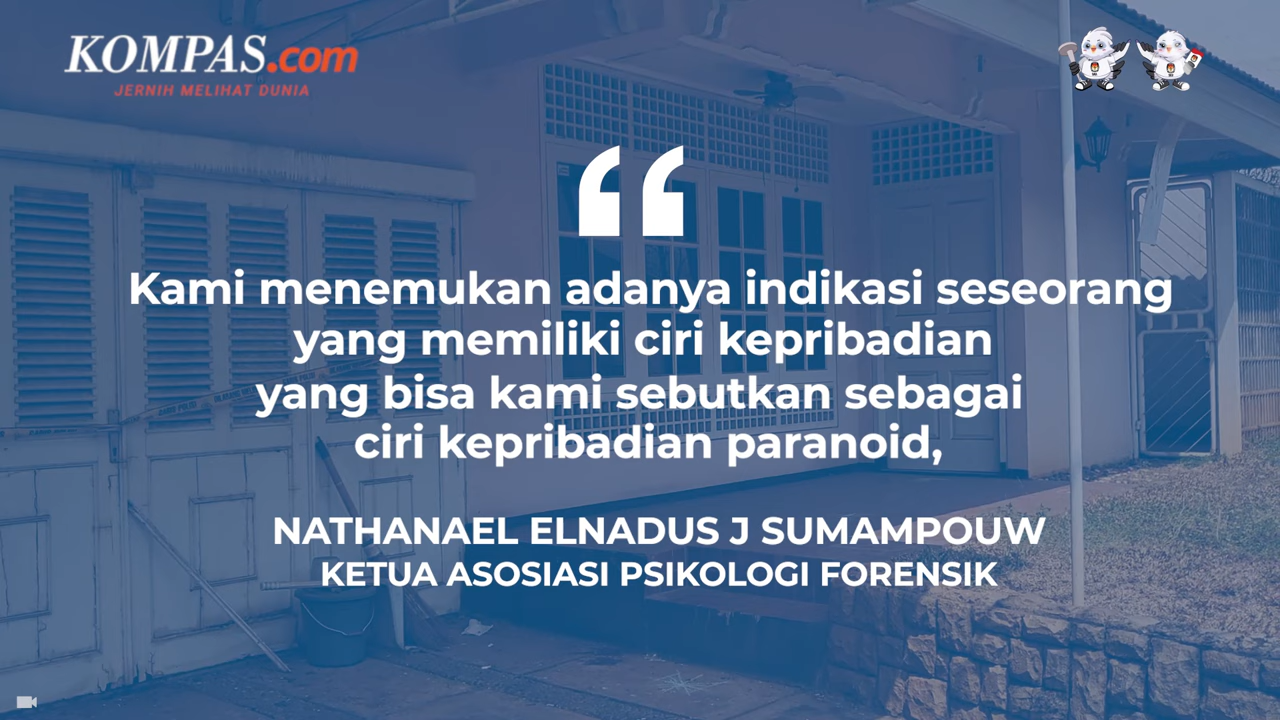 KOMPAS.com
JERNIH MELIHAT DUNIA
“
Kami menemukan adanya indikasi seseorang
yang memiliki ciri kepribadian
yang bisa kami sebutkan sebagai
ciri kepribadian paranoid,
NATHANAEL ELNADUS J SUMAMPOUW
KETUA ASOSIASI PSIKOLOGI FORENSIK